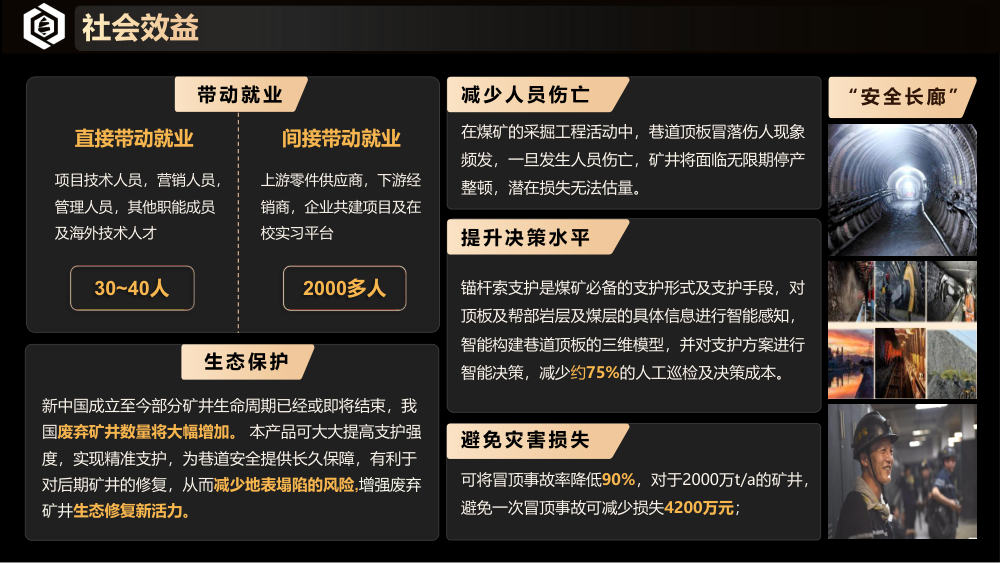 社会效益
带动就业
直接带动就业
项目技术人员，营销人员，
管理人员，其他职能成员
及海外技术人才
30~40人
间接带动就业
上游零件供应商，下游经
销商，企业共建项目及在
校实习平台
2000多人
生态保护
新中国成立至今部分矿井生命周期已经或即将结束，我
国废弃矿井数量将大幅增加。 本产品可大大提高支护强
度，实现精准支护，为巷道安全提供长久保障，有利于
对后期矿井的修复，从而减少地表塌陷的风险,增强废弃
矿井生态修复新活力。
减少人员伤亡
在煤矿的采掘工程活动中，巷道顶板冒落伤人现象
频发，一旦发生人员伤亡，矿井将面临无限期停产
整顿，潜在损失无法估量。
提升决策水平
锚杆索支护是煤矿必备的支护形式及支护手段，对
顶板及帮部岩层及煤层的具体信息进行智能感知，
智能构建巷道顶板的三维模型，并对支护方案进行
智能决策，减少约75%的人工巡检及决策成本。
避免灾害损失
可将冒顶事故率降低90%，对于2000万t/a的矿井，
避免一次冒顶事故可减少损失4200万元；
“安全长廊”